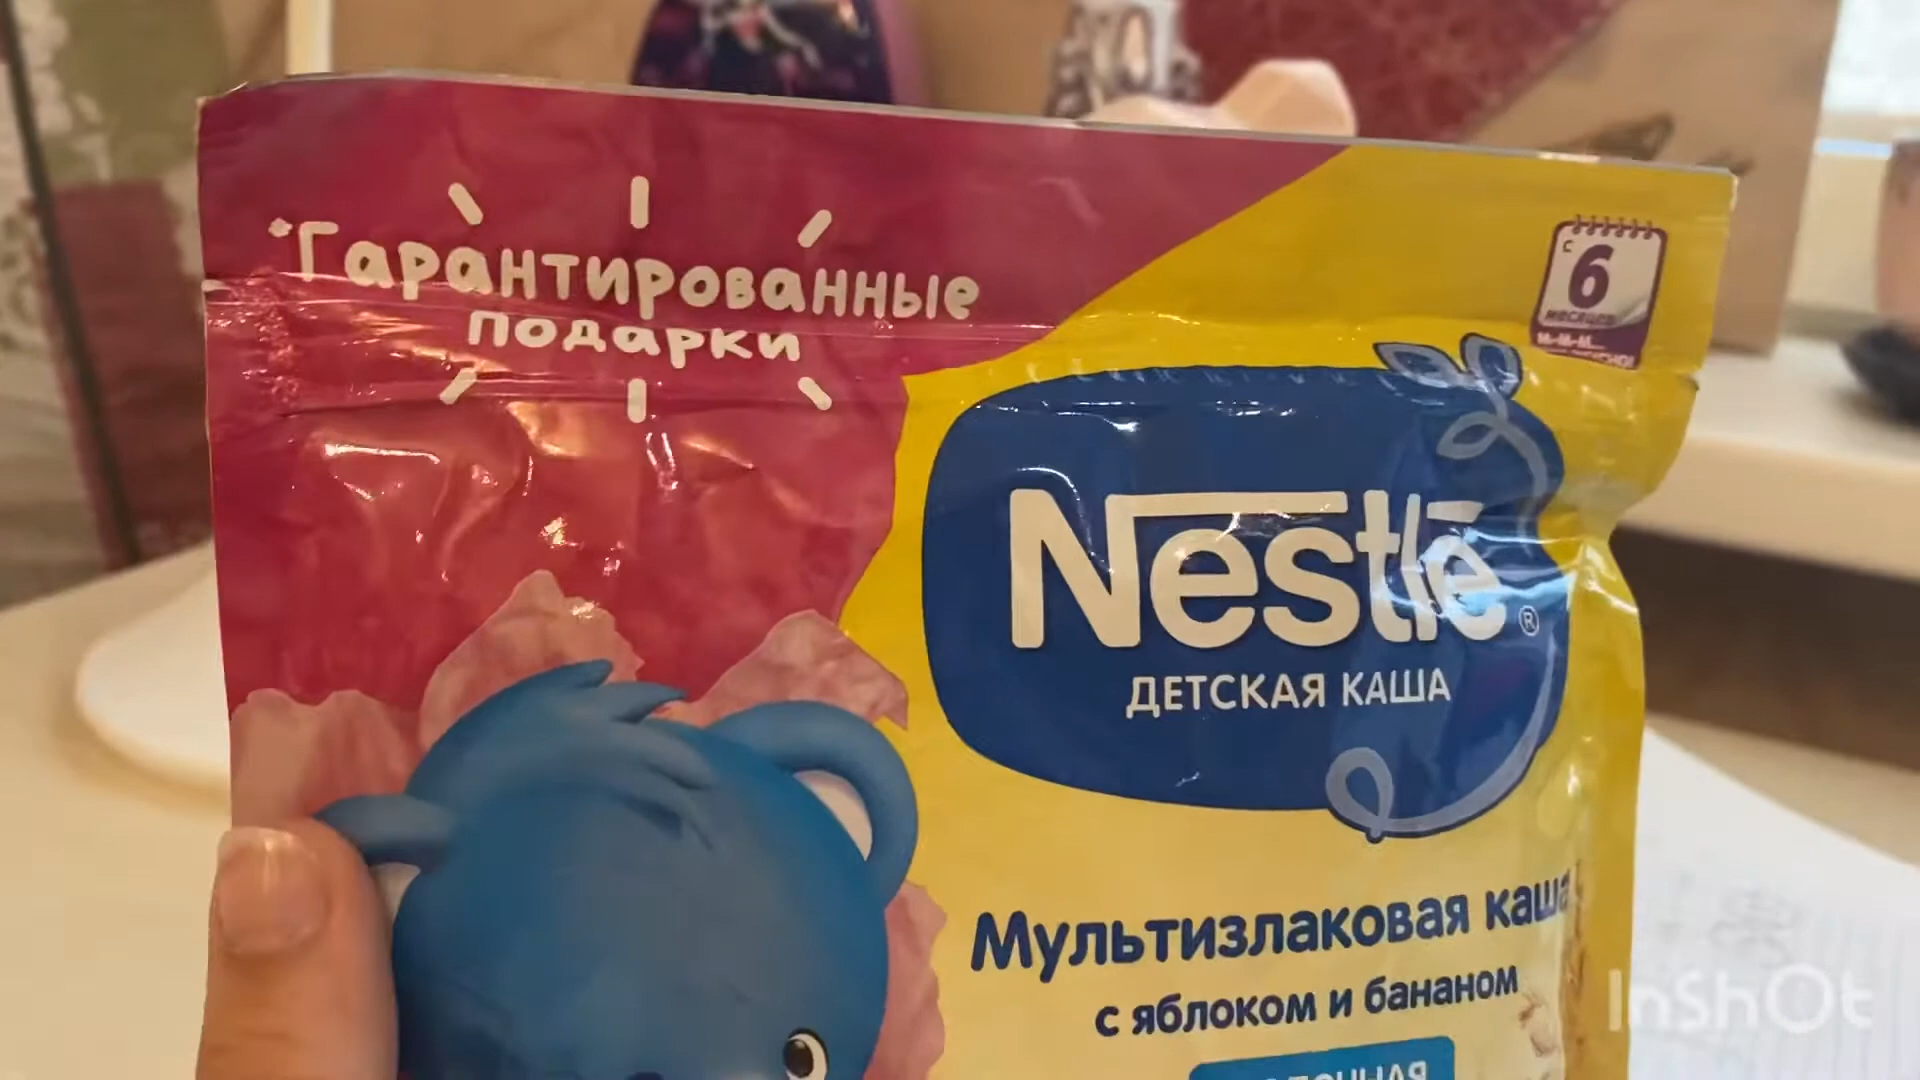 *Гарантированные
подарки
с
6
месяцев
М-М-М...
Nestlé®
ДЕТСКАЯ КАША
Мультизлаковая каша
с яблоком и бананом
InShOt